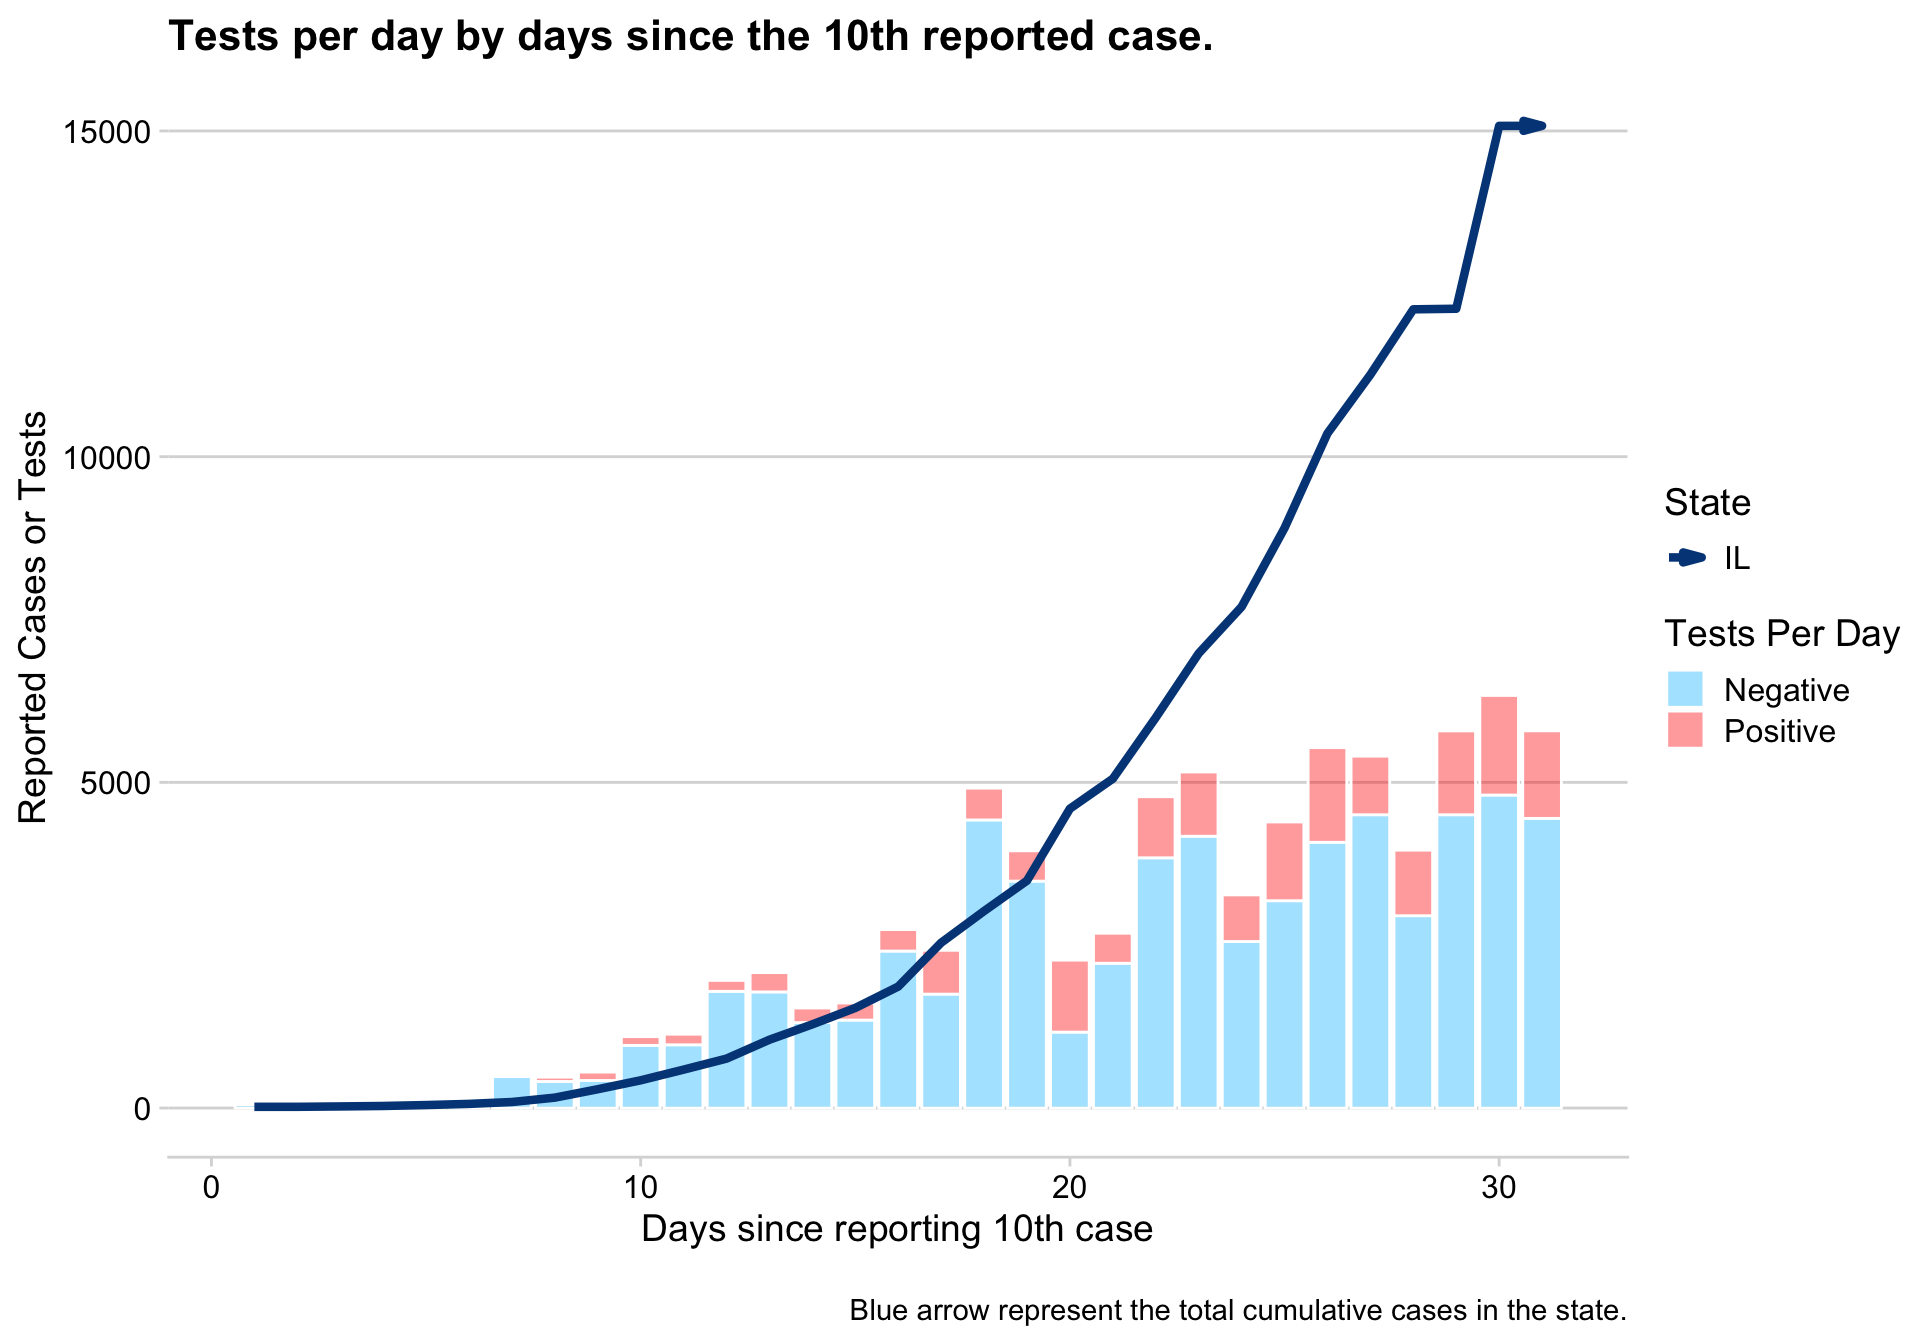 Tests per day by days since the 10th reported case.
15000
10000
5000
0
Reported Cases or Tests
0
10
20
30
Days since reporting 10th case
State
IL
Tests Per Day
Negative
Positive
Blue arrow represent the total cumulative cases in the state.